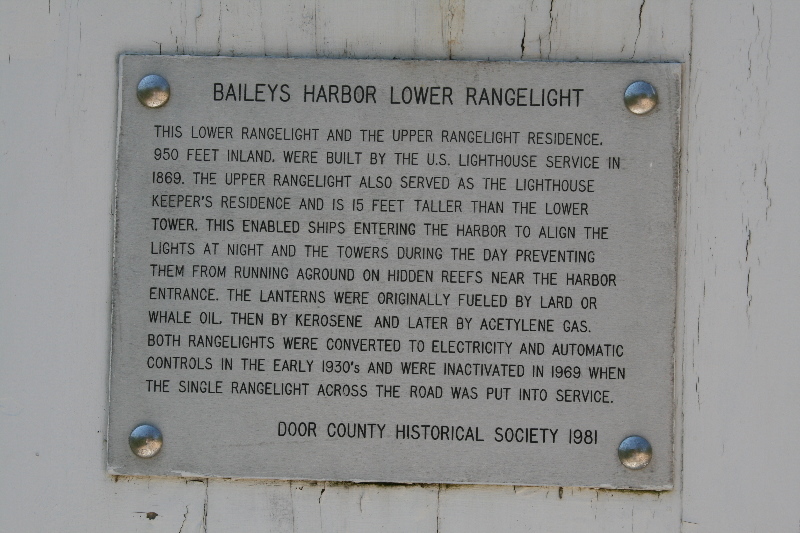 BAILEYS HARBOR LOWER RANGELIGHT
THIS LOWER RANGELIGHT AND THE UPPER RANGELIGHT RESIDENCE,
950 FEET INLAND, WERE BUILT BY THE U.S. LIGHTHOUSE SERVICE IN
1869. THE UPPER RANGELIGHT ALSO SERVED AS THE LIGHTHOUSE
KEEPER'S RESIDENCE AND IS 15 FEET TALLER THAN THE LOWER
TOWER. THIS ENABLED SHIPS ENTERING THE HARBOR TO ALIGN THE
LIGHTS AT NIGHT AND THE TOWERS DURING THE DAY PREVENTING
THEM FROM RUNNING AGROUND ON HIDDEN REEFS NEAR THE HARBOR
ENTRANCE. THE LANTERNS WERE ORIGINALLY FUELED BY LARD OR
WHALE OIL, THEN BY KEROSENE AND LATER BY ACETYLENE GAS.
BOTH RANGELIGHTS WERE CONVERTED TO ELECTRICITY AND AUTOMATIC
CONTROLS IN THE EARLY 1930's AND WERE INACTIVATED IN 1969 WHEN
THE SINGLE RANGELIGHT ACROSS THE ROAD WAS PUT INTO SERVICE.
DOOR COUNTY HISTORICAL SOCIETY 1981